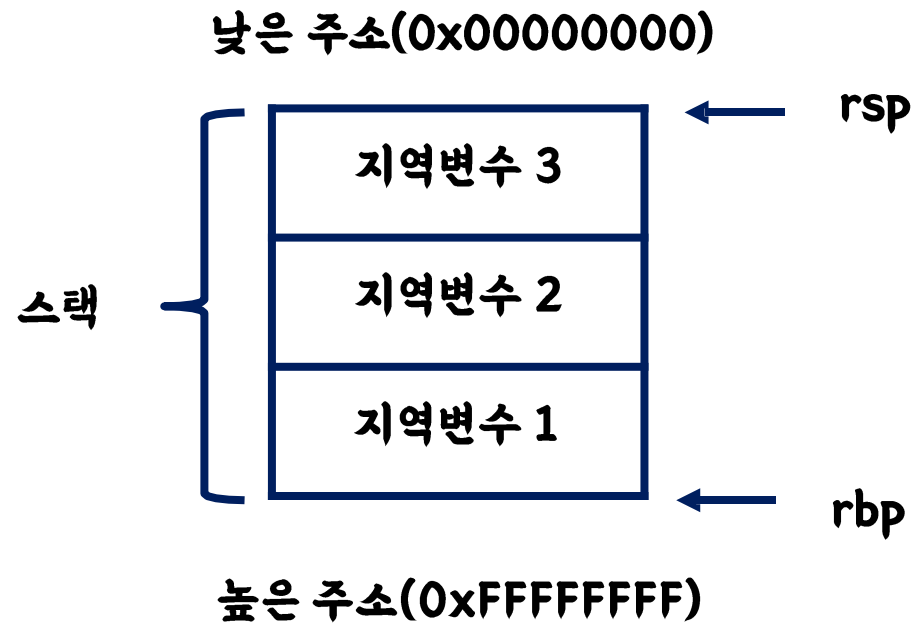 낮은 주소(0x00000000)
rsp
지역변수 3
지역변수 2
스택
지역변수 1
rbp
높은 주소(0xFFFFFFFF)